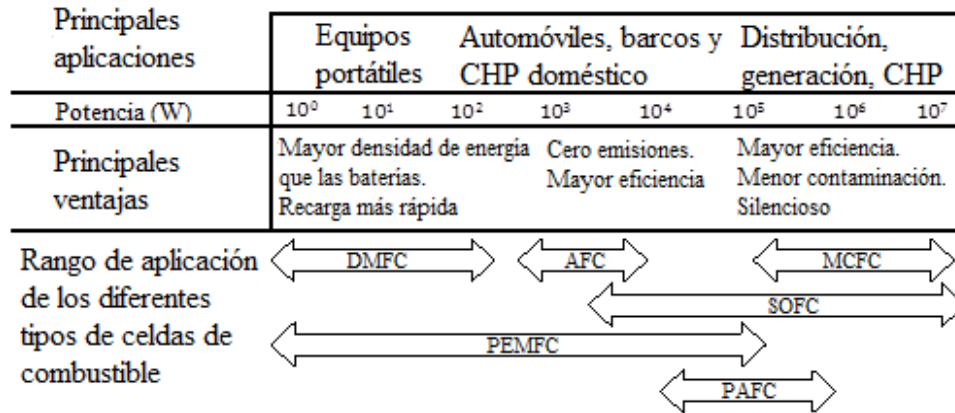 Principales
aplicaciones
Equipos
portátiles
Automóviles, barcos y
CHP doméstico
Distribución,
generación, CHP
Potencia (W)
10⁰ 10¹ 10² 10³ 10⁴ 10⁵ 10⁶ 10⁷
Principales
ventajas
Mayor densidad de energía
que las baterías.
Recarga más rápida
Cero emisiones.
Mayor eficiencia
Mayor eficiencia.
Menor contaminación.
Silencioso
Rango de aplicación
de los diferentes
tipos de celdas de
combustible
DMFC AFC MCFC
SOFC
PEMFC
PAFC